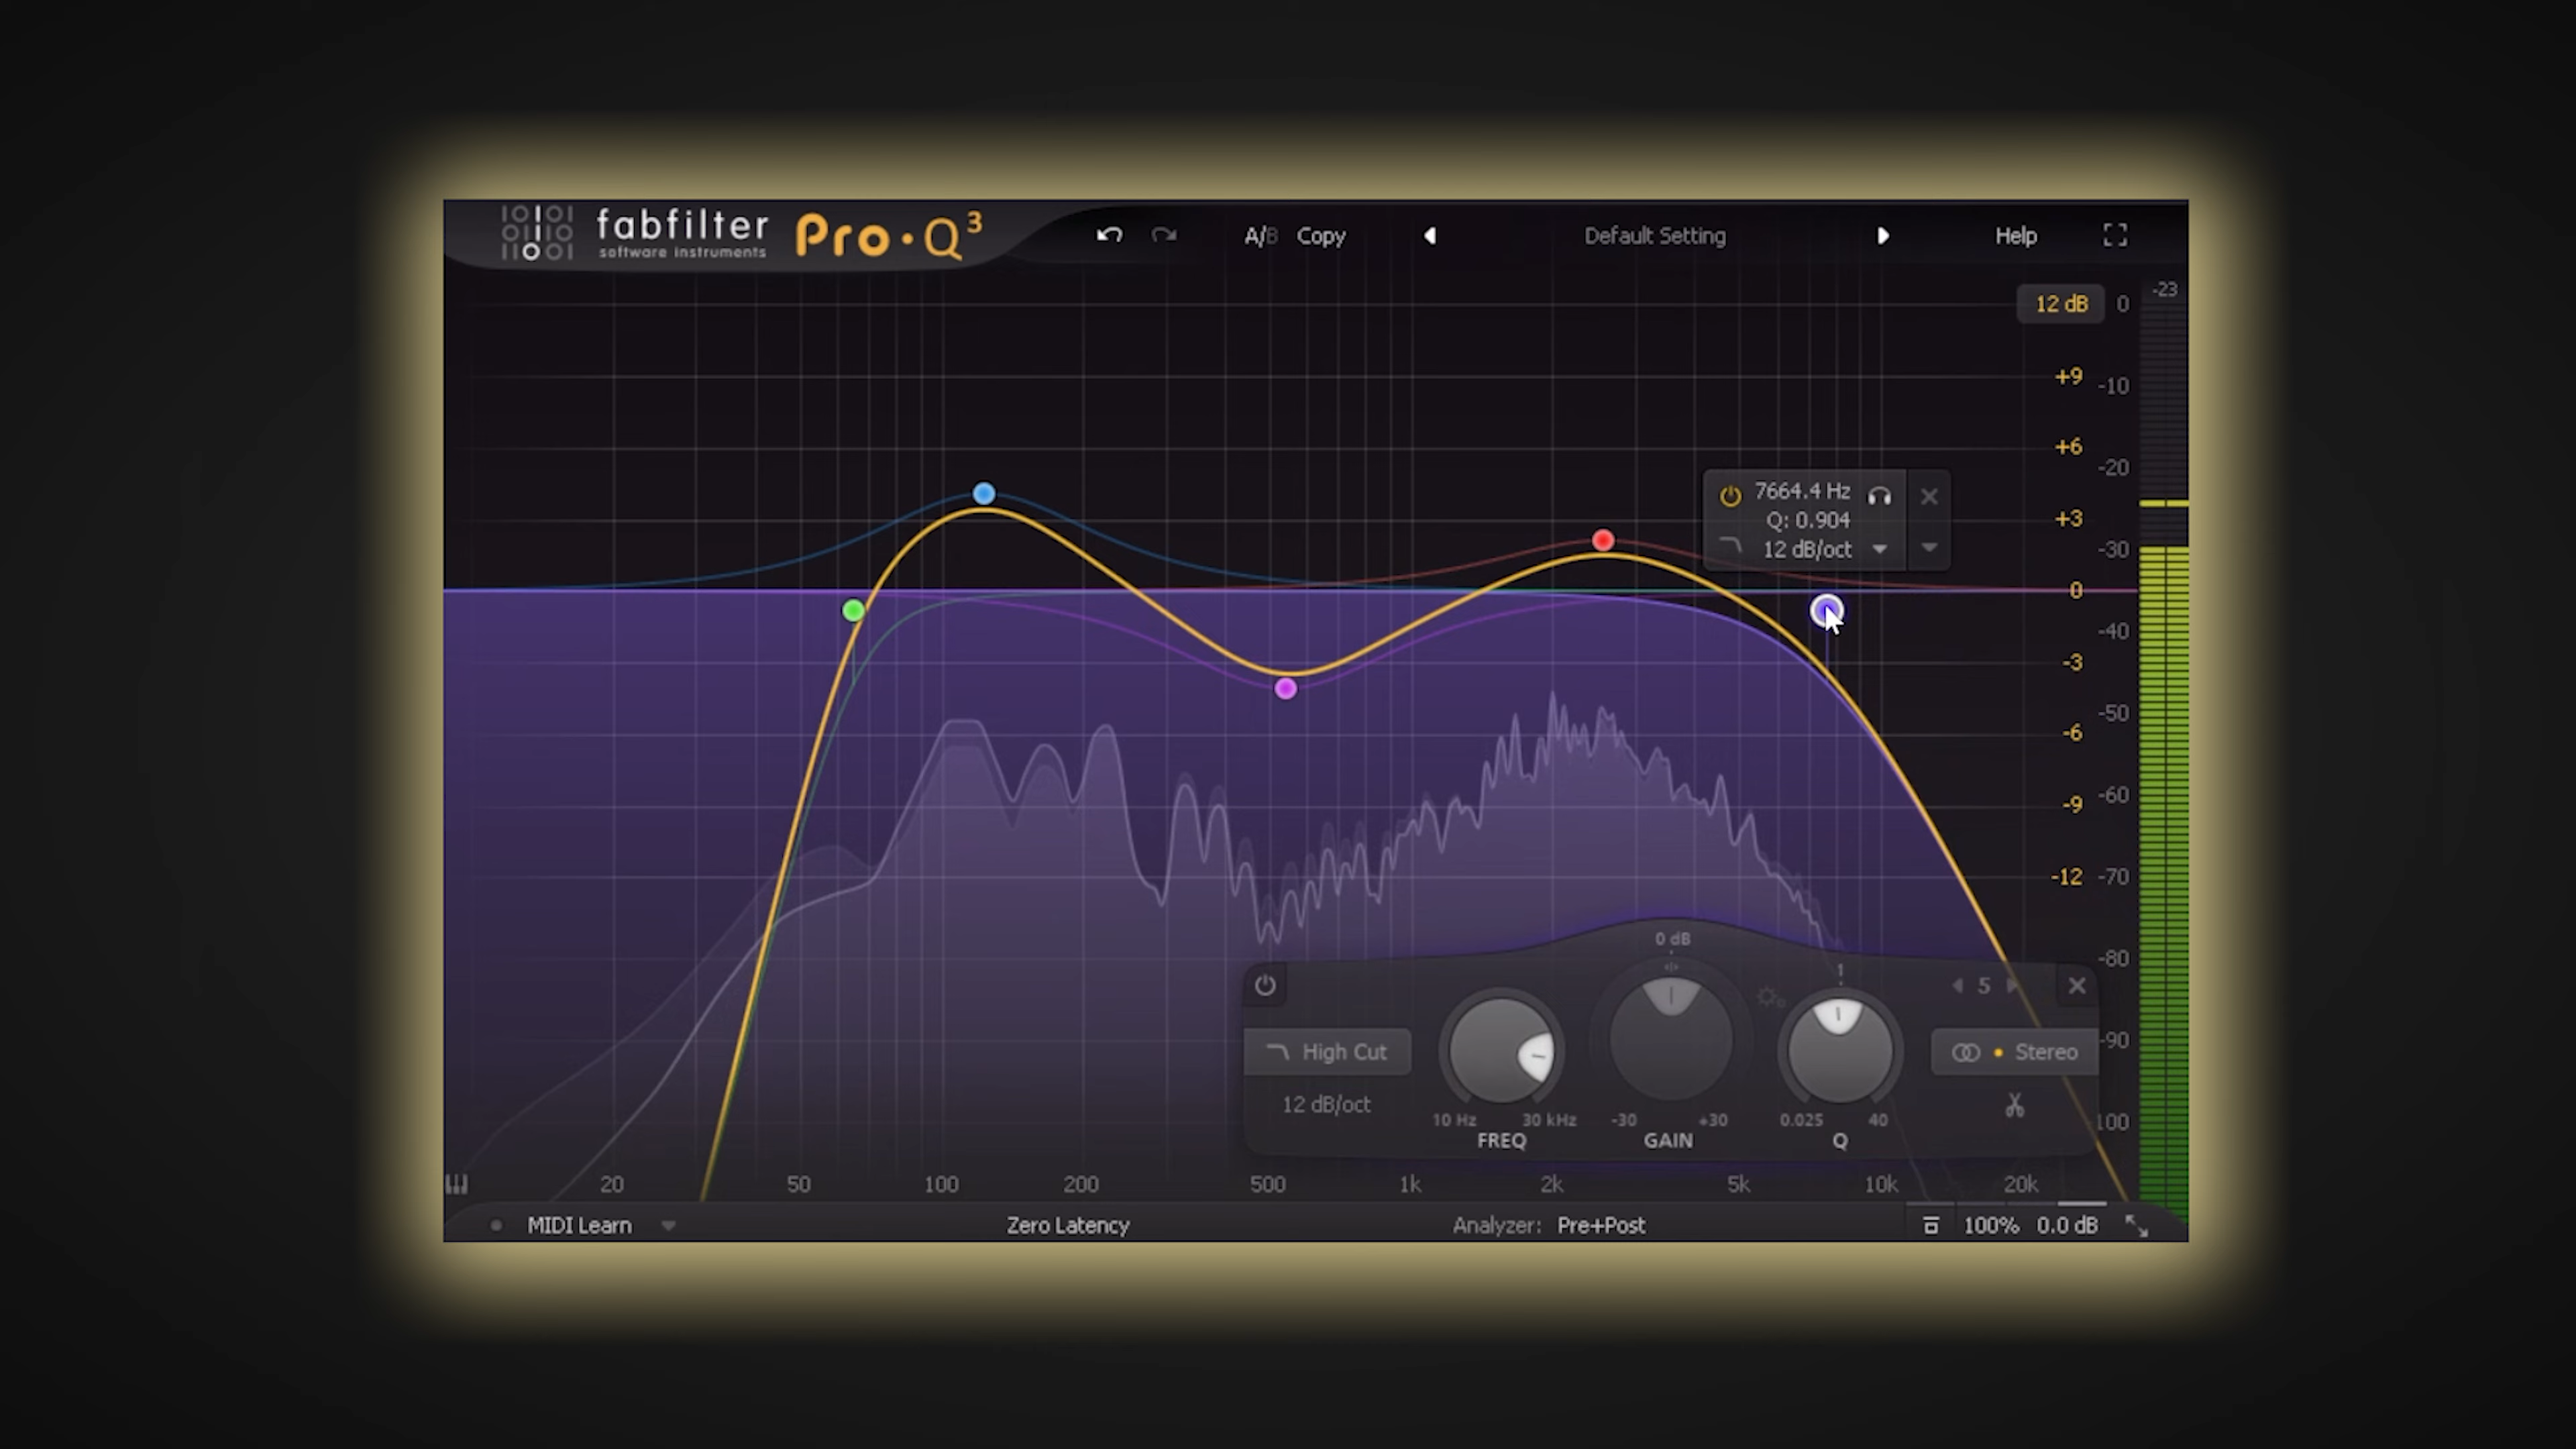 fabfilter
software instruments
Pro·Q3
A/B
Copy
Default Setting
Help
12 dB
0
-23
+9
-10
+6
-20
+3
-30
0
-40
-3
-50
-6
-60
-9
-70
-12
-80
-90
100
7664.4 Hz
Q: 0.904
12 dB/oct
0 dB
1
5
High Cut
12 dB/oct
10 Hz
30 kHz
FREQ
-30
+30
GAIN
0.025
40
Q
Stereo
20
50
100
200
500
1k
2k
5k
10k
20k
MIDI Learn
Zero Latency
Analyzer: Pre+Post
100%
0.0 dB